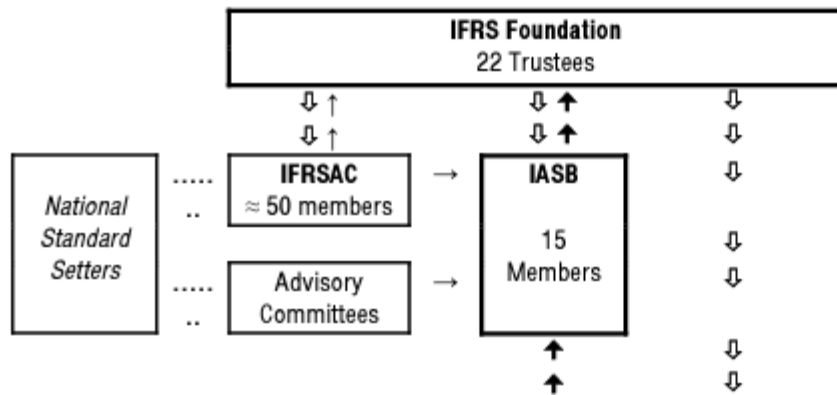 IFRS Foundation
22 Trustees
IFRSAC
≈ 50 members
IASB
15
Members
National
Standard
Setters
Advisory
Committees